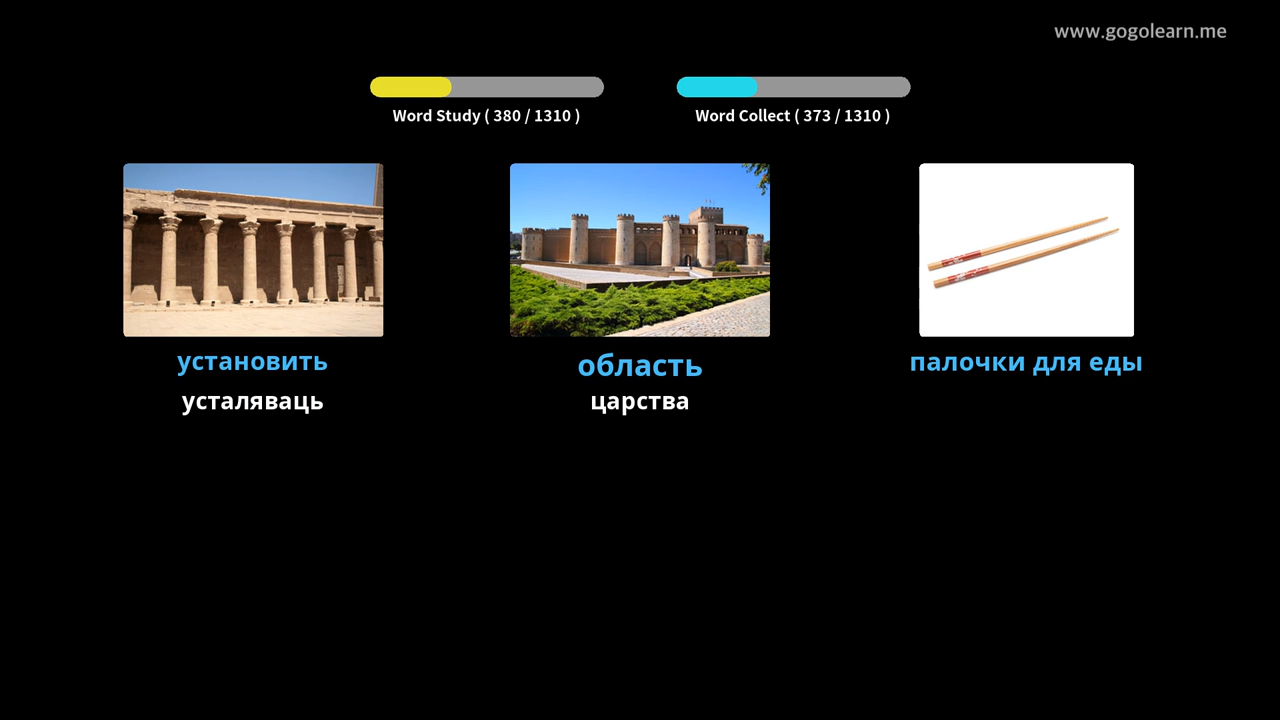 www.gogolearn.me
Word Study ( 380 / 1310 )
Word Collect ( 373 / 1310 )
установить
усталяваць
область
царства
палочки для еды